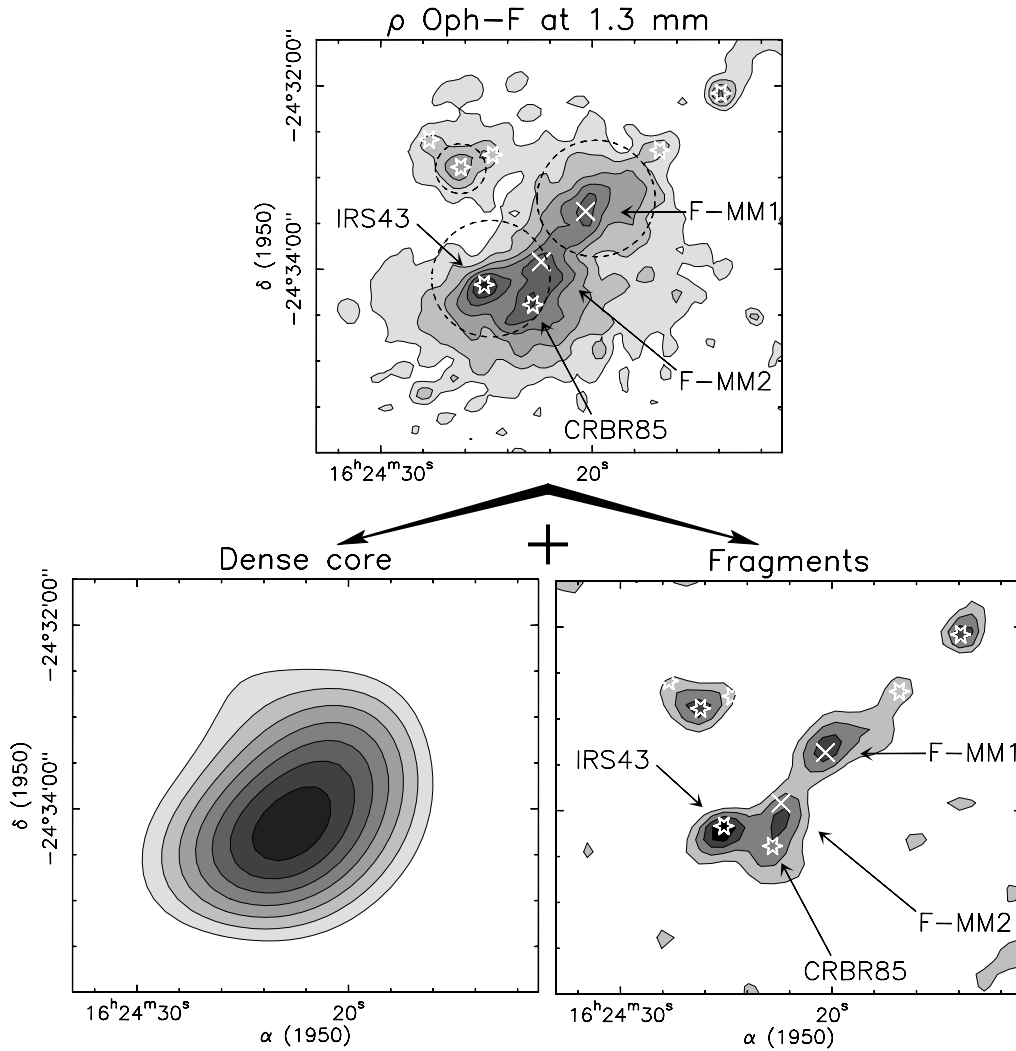 ρ Oph−F at 1.3 mm
δ (1950)
−24°32'00''
−24°34'00''
IRS43
F−MM1
F−MM2
CRBR85
16ʰ24ᵐ30ˢ
20ˢ
+
Dense core
Fragments
δ (1950)
−24°32'00''
−24°34'00''
16ʰ24ᵐ30ˢ
20ˢ
α (1950)
IRS43
F−MM1
F−MM2
CRBR85
16ʰ24ᵐ30ˢ
20ˢ
α (1950)